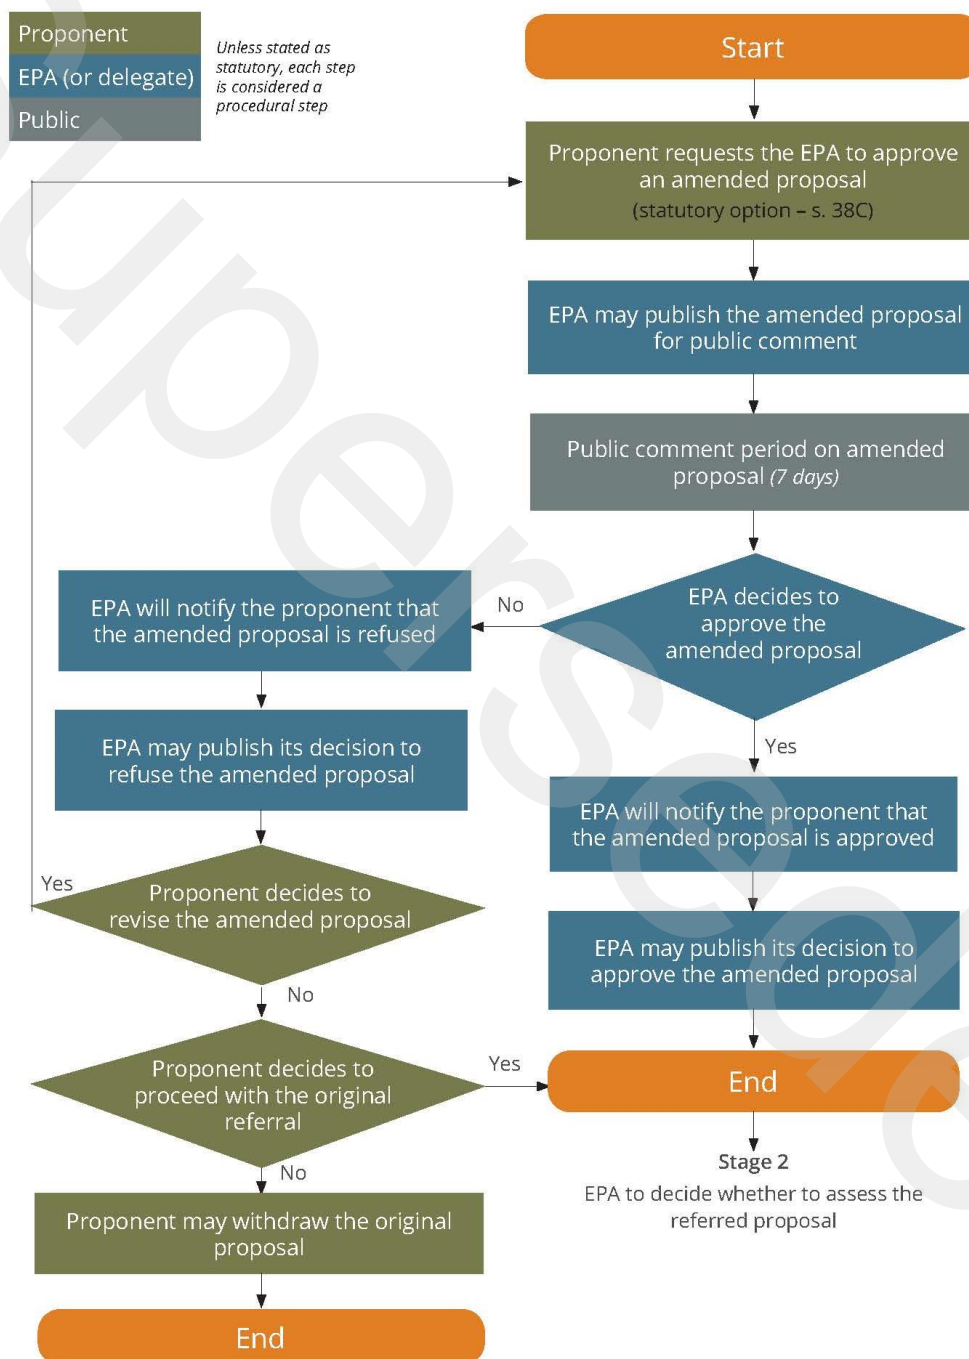 Proponent
EPA (or delegate)
Public
Unless stated as
statutory, each step
is considered a
procedural step
Start
Proponent requests the EPA to approve
an amended proposal
(statutory option – s. 38C)
EPA may publish the amended proposal
for public comment
Public comment period on amended
proposal (7 days)
EPA decides to
approve the
amended proposal
No
EPA will notify the proponent that
the amended proposal is refused
EPA may publish its decision to
refuse the amended proposal
Yes
EPA will notify the proponent that
the amended proposal is approved
EPA may publish its decision to
approve the amended proposal
Yes
Proponent decides to
revise the amended proposal
No
Proponent decides to
proceed with the original
referral
Yes
End
Stage 2
EPA to decide whether to assess the
referred proposal
No
Proponent may withdraw the original
proposal
End
Superseded